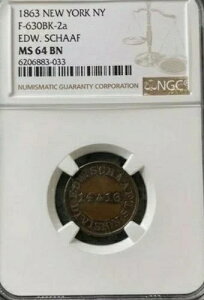 1863 NEW YORK NY
F-630BK-2a
EDW. SCHAAF
MS 64 BN
6206883-033
NGC
NUMISMATIC GUARANTY CORPORATION